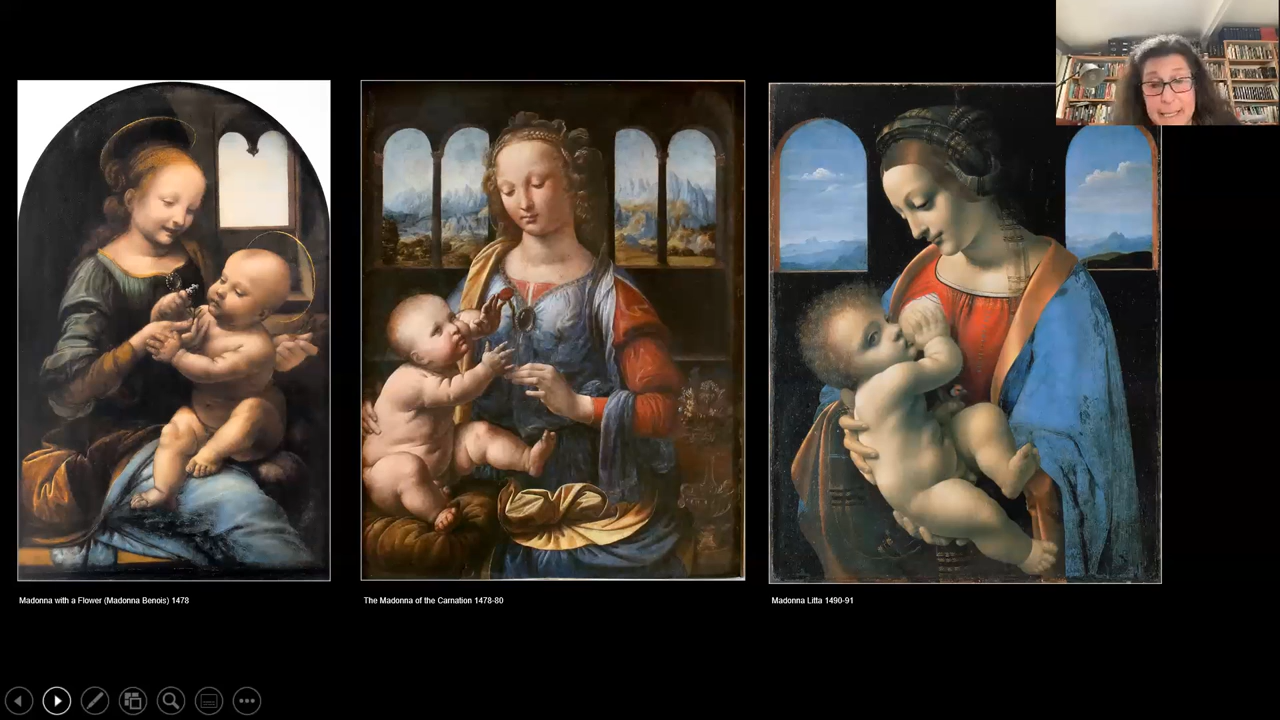 Madonna with a Flower (Madonna Benois) 1478
The Madonna of the Carnation 1478-80
Madonna Litta 1490-91